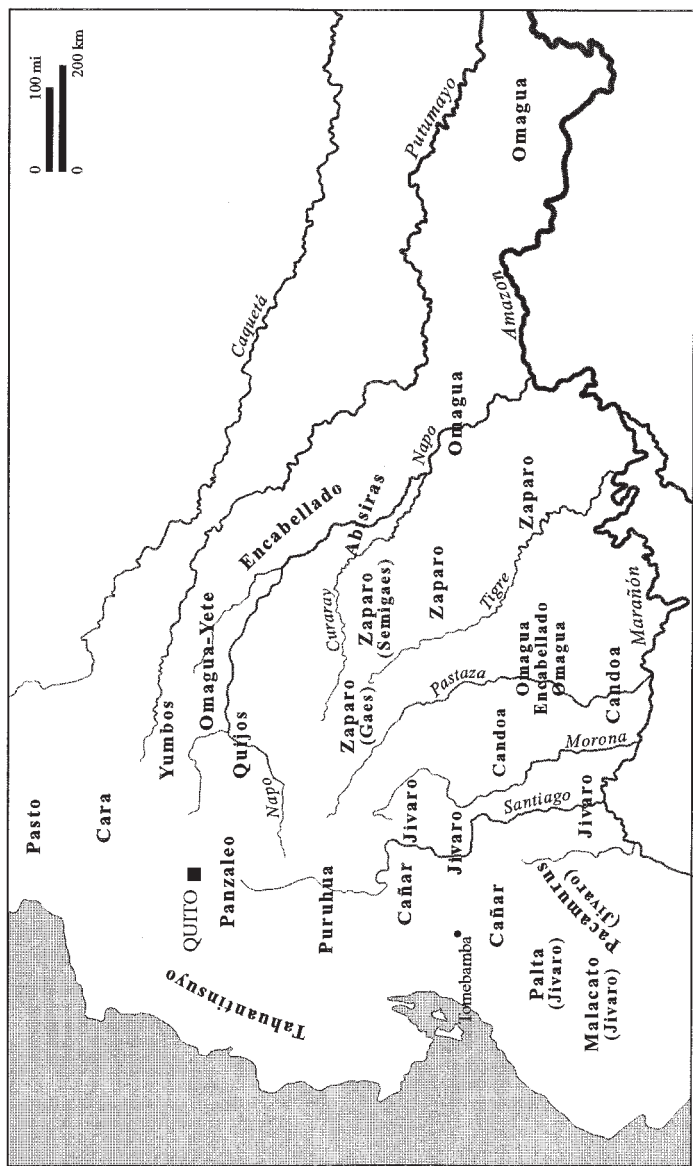 0 100 mi
0 200 km
Pasto
Cara
Caquetá
Putumayo
Yumbos
QUITO
Omagua-Yete
Encabellado
Panzaleo
Quijos
Napo
Tahuantinsuyo
Curaray
Abisiras
Napo
Omagua
Omagua
Amazon
Puruhua
Zaparo
(Gaes)
Zaparo
(Semigaes)
Zaparo
Zaparo
Tigre
Pastaza
Cañar
Jivaro
Jivaro
Tomebamba
Cañar
Candoa
Omagua
Encabellado
Omagua
Morona
Santiago
Palta
(Jivaro)
Pacamurus
(Jivaro)
Malacato
(Jivaro)
Jivaro
Candoa
Marañón